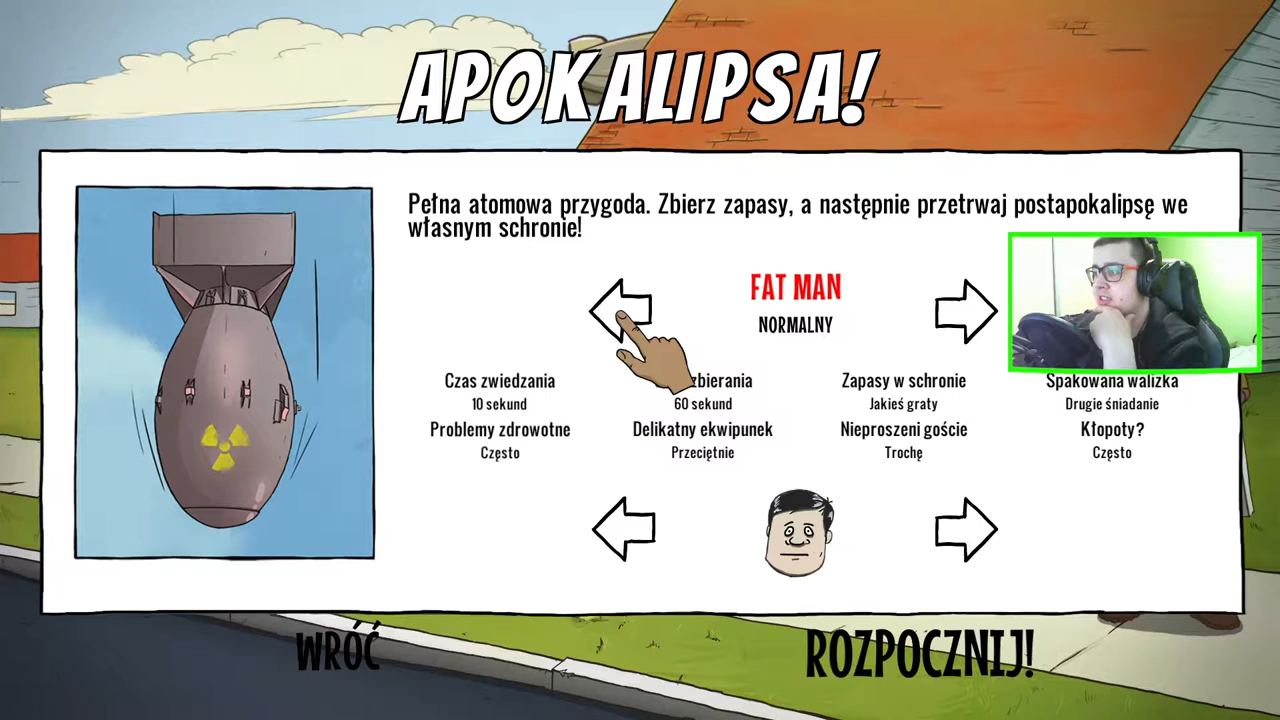 APOKALIPSA!
Pełna atomowa przygoda. Zbierz zapasy, a następnie przetrwaj postapokalipsę we
własnym schronie!
FAT MAN
NORMALNY
Czas zwiedzania
zbierania
Zapasy w schronie
Spakowana walizka
10 sekund
60 sekund
Jakieś graty
Drugie śniadanie
Problemy zdrowotne
Delikatny ekwipunek
Nieproszeni goście
Kłopoty?
Często
Przeciętnie
Trochę
Często
WRÓĆ
ROZPOCZNIJ!